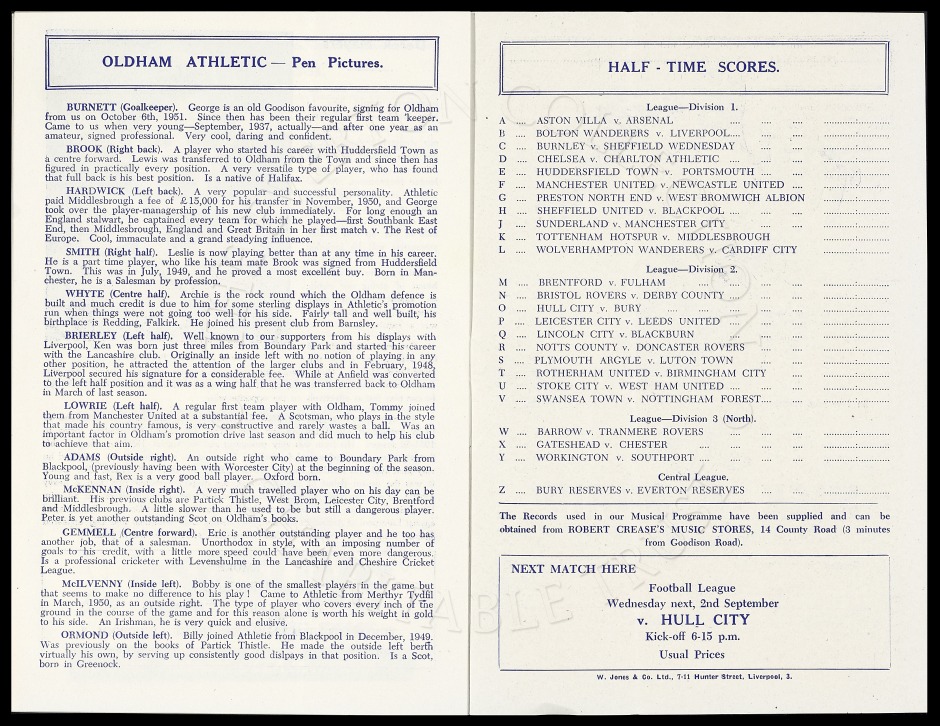 OLDHAM ATHLETIC — Pen Pictures.
BURNETT (Goalkeeper). George is an old Goodison favourite, signing for Oldham
from us on October 6th, 1951. Since then has been their regular first team 'keeper.
Came to us when very young—September, 1937, actually—and after one year as an
amateur, signed professional. Very cool, daring and confident.
BROOK (Right back). A player who started his career with Huddersfield Town as
a centre forward. Lewis was transferred to Oldham from the Town and since then has
figured in practically every position. A very versatile type of player, who has found
that full back is his best position. Is a native of Halifax.
HARDWICK (Left back). A very popular and successful personality. Athletic
paid Middlesbrough a fee of £15,000 for his transfer in November, 1950, and George
took over the player-managership of his new club immediately. For long enough an
England stalwart, he captained every team for which he played—first Southbank East
End, then Middlesbrough, England and Great Britain in her first match v. The Rest of
Europe. Cool, immaculate and a grand steadying influence.
SMITH (Right half). Leslie is now playing better than at any time in his career.
He is a part time player, who like his team mate Brook was signed from Huddersfield
Town. This was in July, 1949, and he proved a most excellent buy. Born in Man-
chester, he is a Salesman by profession.
WHYTE (Centre half). Archie is the rock round which the Oldham defence is
built and much credit is due to him for some sterling displays in Athletic's promotion
run when things were not going too well for his side. Fairly tall and well built, his
birthplace is Redding, Falkirk. He joined his present club from Barnsley.
BRIERLEY (Left half). Well known to our supporters from his displays with
Liverpool, Ken was born just three miles from Boundary Park and started his career
with the Lancashire club. Originally an inside left with no notion of playing in any
other position, he attracted the attention of the larger clubs and in February, 1948,
Liverpool secured his signature for a considerable fee. While at Anfield was converted
to the left half position and it was as a wing half that he was transferred back to Oldham
in March of last season.
LOWRIE (Left half). A regular first team player with Oldham, Tommy joined
them from Manchester United at a substantial fee. A Scotsman, who plays in the style
that made his country famous, is very constructive and rarely wastes a ball. Was an
important factor in Oldham's promotion drive last season and did much to help his club
to achieve that aim.
ADAMS (Outside right). An outside right who came to Boundary Park from
Blackpool, (previously having been with Worcester City) at the beginning of the season.
Young and fast, Rex is a very good ball player. Oxford born.
McKENNAN (Inside right). A very much travelled player who on his day can be
brilliant. His previous clubs are Partick Thistle, West Brom, Leicester City, Brentford
and Middlesbrough. A little slower than he used to be but still a dangerous player.
Peter is yet another outstanding Scot on Oldham's books.
GEMMELL (Centre forward). Eric is another outstanding player and he too has
another job, that of a salesman. Unorthodox in style, with an imposing number of
goals to his credit, with a little more speed could have been even more dangerous.
Is a professional cricketer with Levenshulme in the Lancashire and Cheshire Cricket
League.
McILVENNY (Inside left). Bobby is one of the smallest players in the game but
that seems to make no difference to his play ! Came to Athletic from Merthyr Tydfil
in March, 1950, as an outside right. The type of player who covers every inch of the
ground in the course of the game and for this reason alone is worth his weight in gold
to his side. An Irishman, he is very quick and elusive.
ORMOND (Outside left). Billy joined Athletic from Blackpool in December, 1949.
Was previously on the books of Partick Thistle. He made the outside left berth
virtually his own, by serving up consistently good dislpays in that position. Is a Scot,
born in Greenock.
HALF - TIME SCORES.
League—Division 1.
A .... ASTON VILLA v. ARSENAL
B .... BOLTON WANDERERS v. LIVERPOOL....
C .... BURNLEY v. SHEFFIELD WEDNESDAY
D .... CHELSEA v. CHARLTON ATHLETIC
E .... HUDDERSFIELD TOWN v. PORTSMOUTH ....
F .... MANCHESTER UNITED v. NEWCASTLE UNITED ....
G .... PRESTON NORTH END v. WEST BROMWICH ALBION
H .... SHEFFIELD UNITED v. BLACKPOOL ....
J .... SUNDERLAND v. MANCHESTER CITY
K .... TOTTENHAM HOTSPUR v. MIDDLESBROUGH
L .... WOLVERHAMPTON WANDERERS v. CARDIFF CITY
League—Division 2.
M .... BRENTFORD v. FULHAM
N .... BRISTOL ROVERS v. DERBY COUNTY
O .... HULL CITY v. BURY
P .... LEICESTER CITY v. LEEDS UNITED
Q .... LINCOLN CITY v. BLACKBURN
R .... NOTTS COUNTY v. DONCASTER ROVERS
S .... PLYMOUTH ARGYLE v. LUTON TOWN
T .... ROTHERHAM UNITED v. BIRMINGHAM CITY
U .... STOKE CITY v. WEST HAM UNITED ....
V .... SWANSEA TOWN v. NOTTINGHAM FOREST....
League—Division 3 (North).
W .... BARROW v. TRANMERE ROVERS
X .... GATESHEAD v. CHESTER
Y .... WORKINGTON v. SOUTHPORT ....
Central League.
Z .... BURY RESERVES v. EVERTON RESERVES
The Records used in our Musical Programme have been supplied and can be
obtained from ROBERT CREASE'S MUSIC STORES, 14 County Road (3 minutes
from Goodison Road).
NEXT MATCH HERE
Football League
Wednesday next, 2nd September
v. HULL CITY
Kick-off 6-15 p.m.
Usual Prices
W. Jones & Co. Ltd., 7-11 Hunter Street, Liverpool, 3.